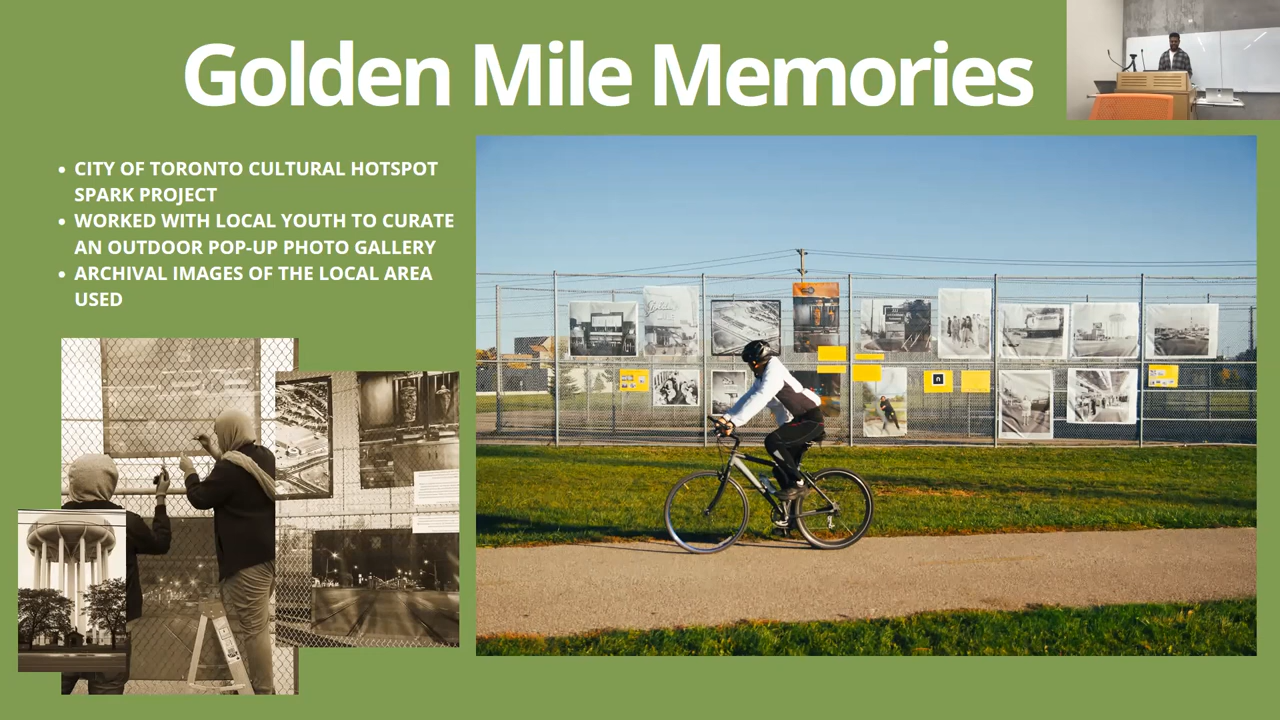 Golden Mile Memories
• CITY OF TORONTO CULTURAL HOTSPOT
SPARK PROJECT
• WORKED WITH LOCAL YOUTH TO CURATE
AN OUTDOOR POP-UP PHOTO GALLERY
• ARCHIVAL IMAGES OF THE LOCAL AREA
USED